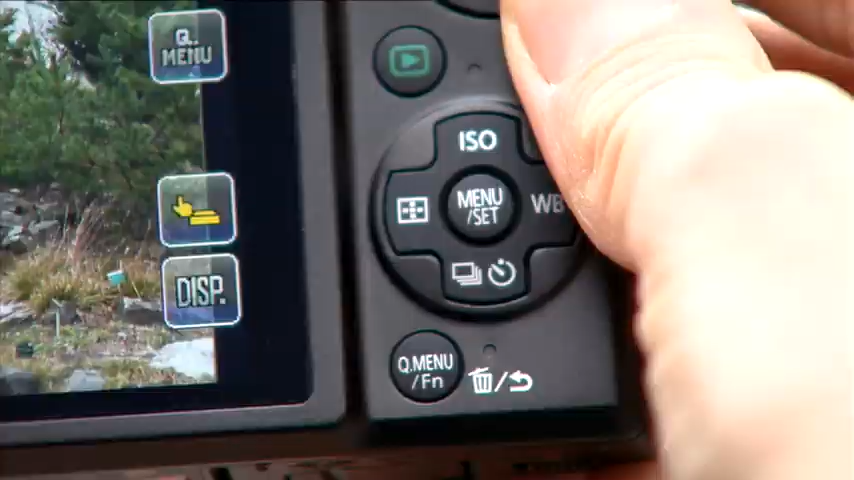 Q.
MENU
ISO
MENU
/SET
WB
DISP.
Q.MENU
/Fn